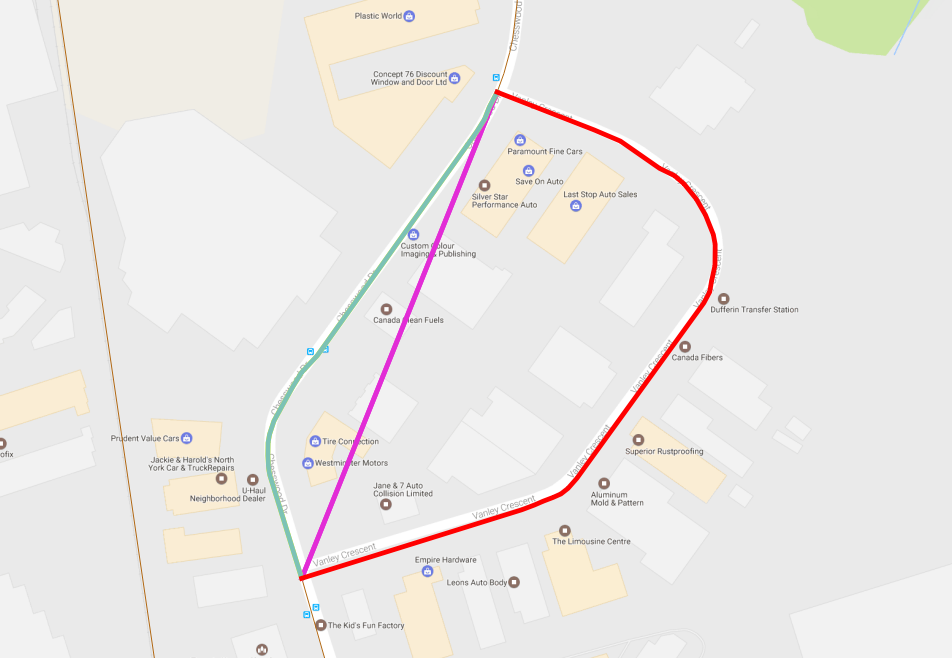 Plastic World
Chesswood
Concept 76 Discount
Window and Door Ltd
Vanley Crescent
Paramount Fine Cars
Save On Auto
Vanley Crescent
Silver Star
Performance Auto
Last Stop Auto Sales
Custom Colour
Imaging & Publishing
Chesswood Dr
Vanley Crescent
Dufferin Transfer Station
Canada Clean Fuels
Canada Fibers
Chesswood Dr
Vanley Crescent
Prudent Value Cars
Tire Connection
Westminster Motors
Vanley Crescent
Superior Rustproofing
ofix
Jackie & Harold's North
York Car & TruckRepairs
U-Haul
Neighborhood Dealer
Chesswood Dr
Jane & 7 Auto
Collision Limited
Aluminum
Mold & Pattern
Vanley Crescent
The Limousine Centre
Vanley Crescent
Empire Hardware
Leons Auto Body
The Kid's Fun Factory